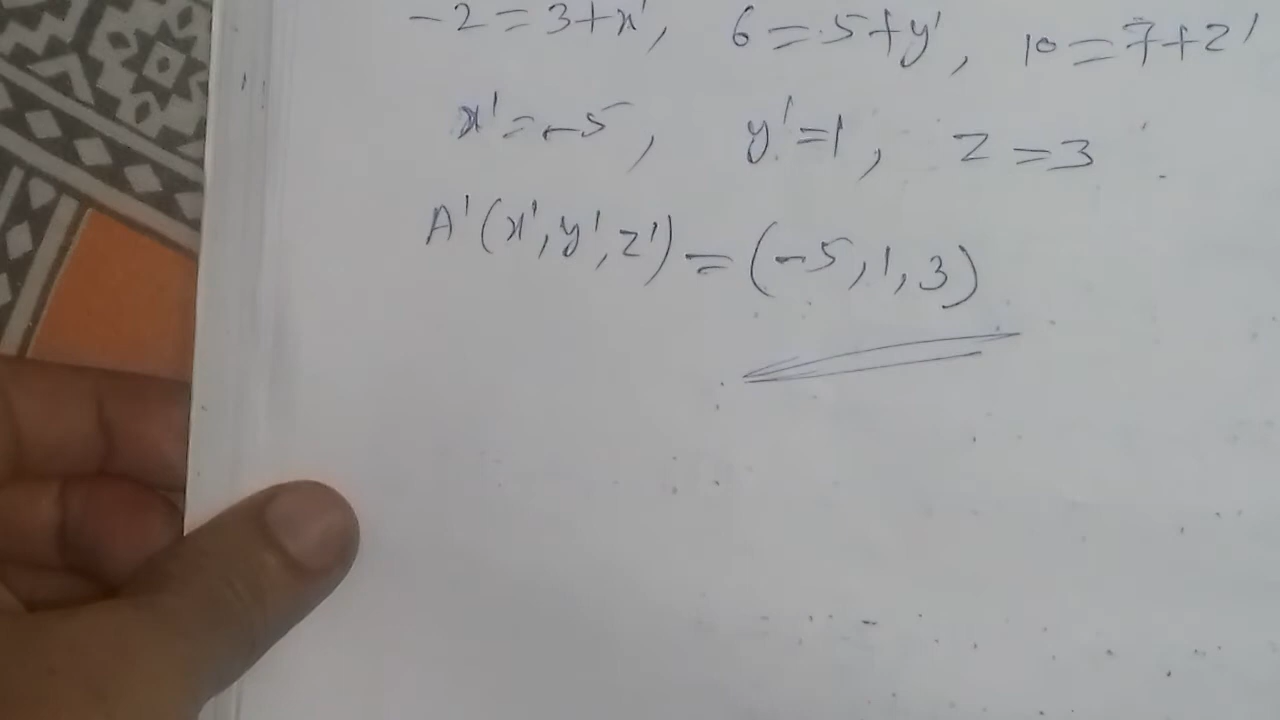 -2=3+x', 6=5+y', 10=7+z'
x'=-5, y'=1, z=3
A'(x',y',z')=(-5,1,3)